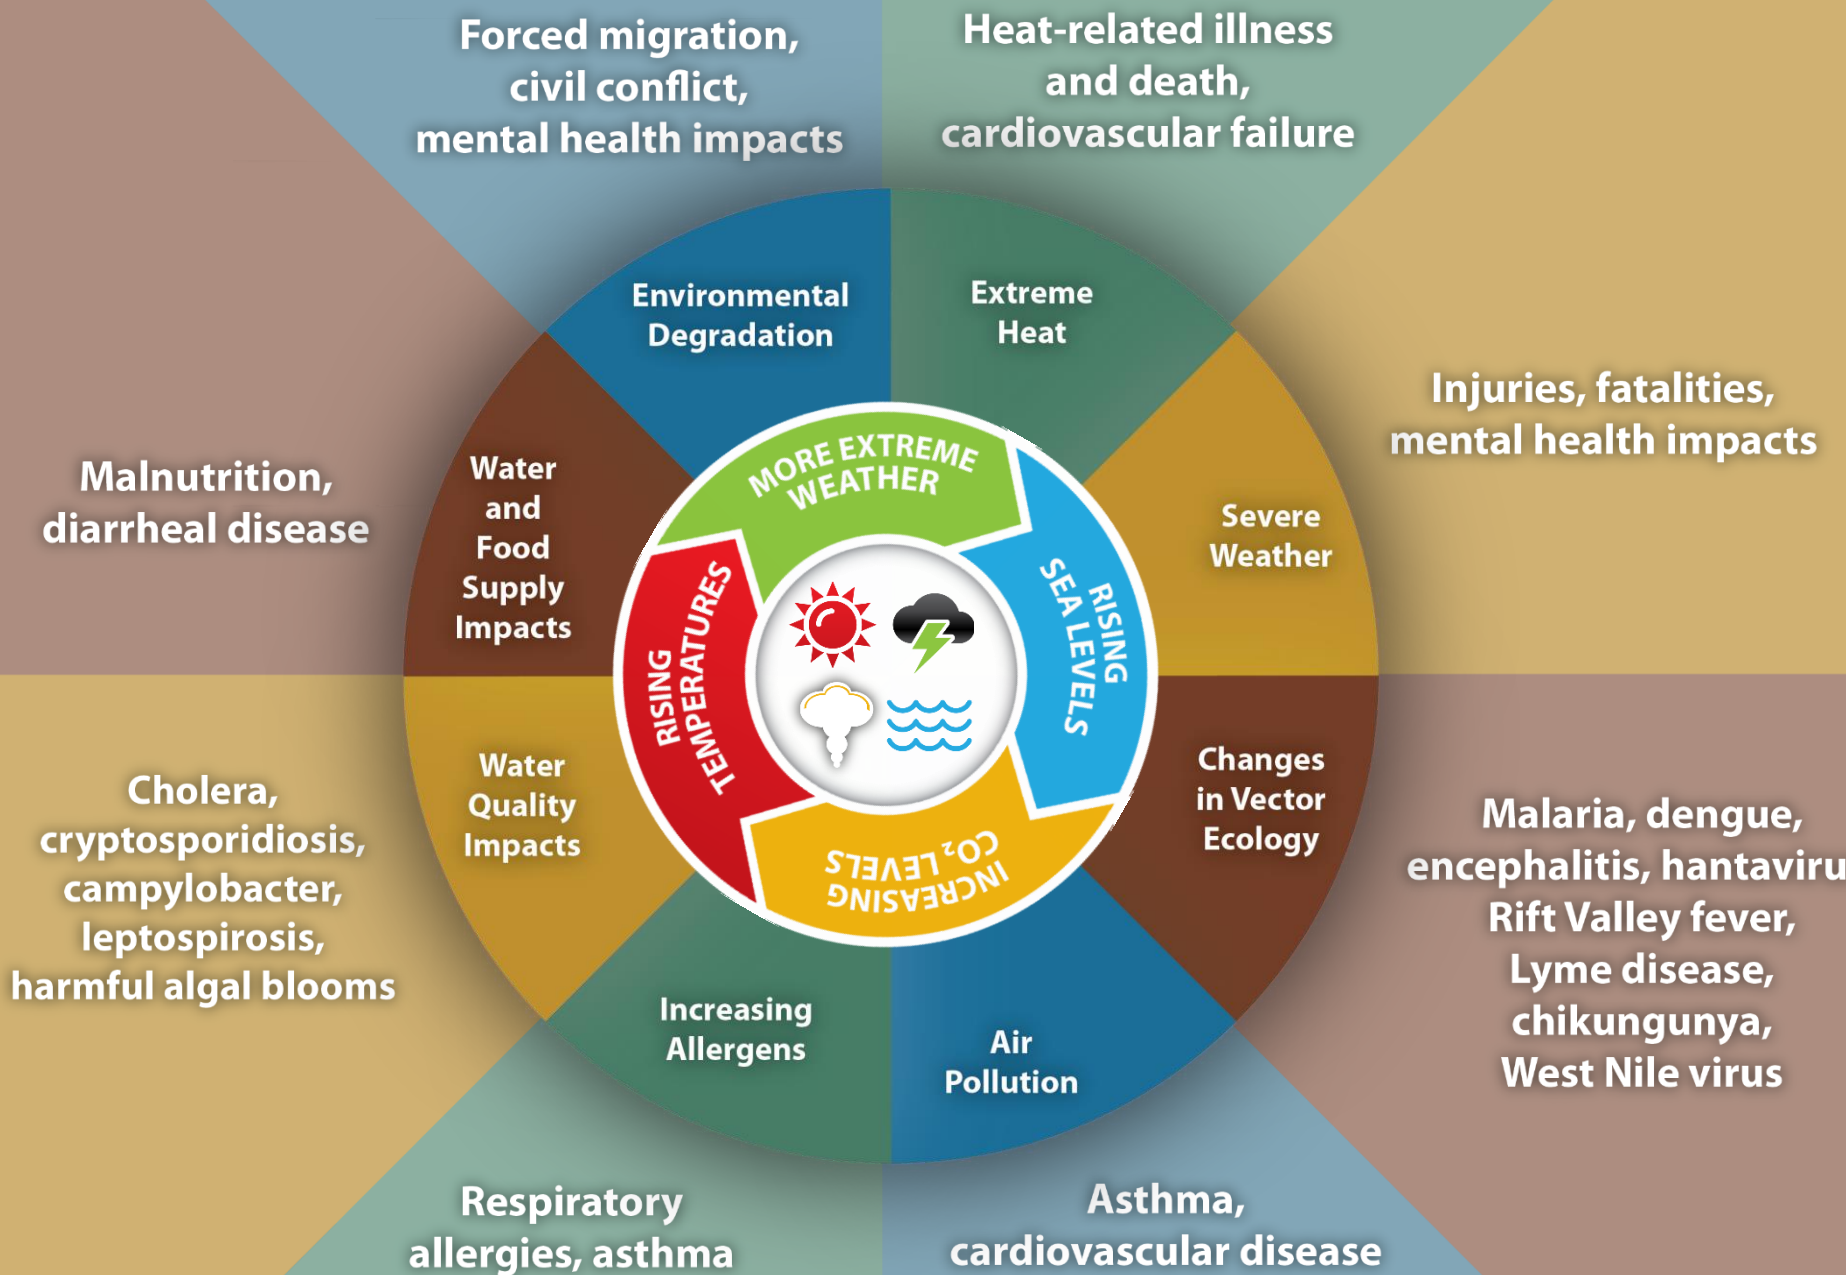 Forced migration,
civil conflict,
mental health impacts
Heat-related illness
and death,
cardiovascular failure
Injuries, fatalities,
mental health impacts
Malaria, dengue,
encephalitis, hantaviru
Rift Valley fever,
Lyme disease,
chikungunya,
West Nile virus
Asthma,
cardiovascular disease
Respiratory
allergies, asthma
Cholera,
cryptosporidiosis,
campylobacter,
leptospirosis,
harmful algal blooms
Malnutrition,
diarrheal disease
Environmental
Degradation
Extreme
Heat
Severe
Weather
Changes
in Vector
Ecology
Air
Pollution
Increasing
Allergens
Water
Quality
Impacts
Water
and
Food
Supply
Impacts
MORE EXTREME
WEATHER
RISING
SEA LEVELS
INCREASING
CO₂ LEVELS
RISING
TEMPERATURES